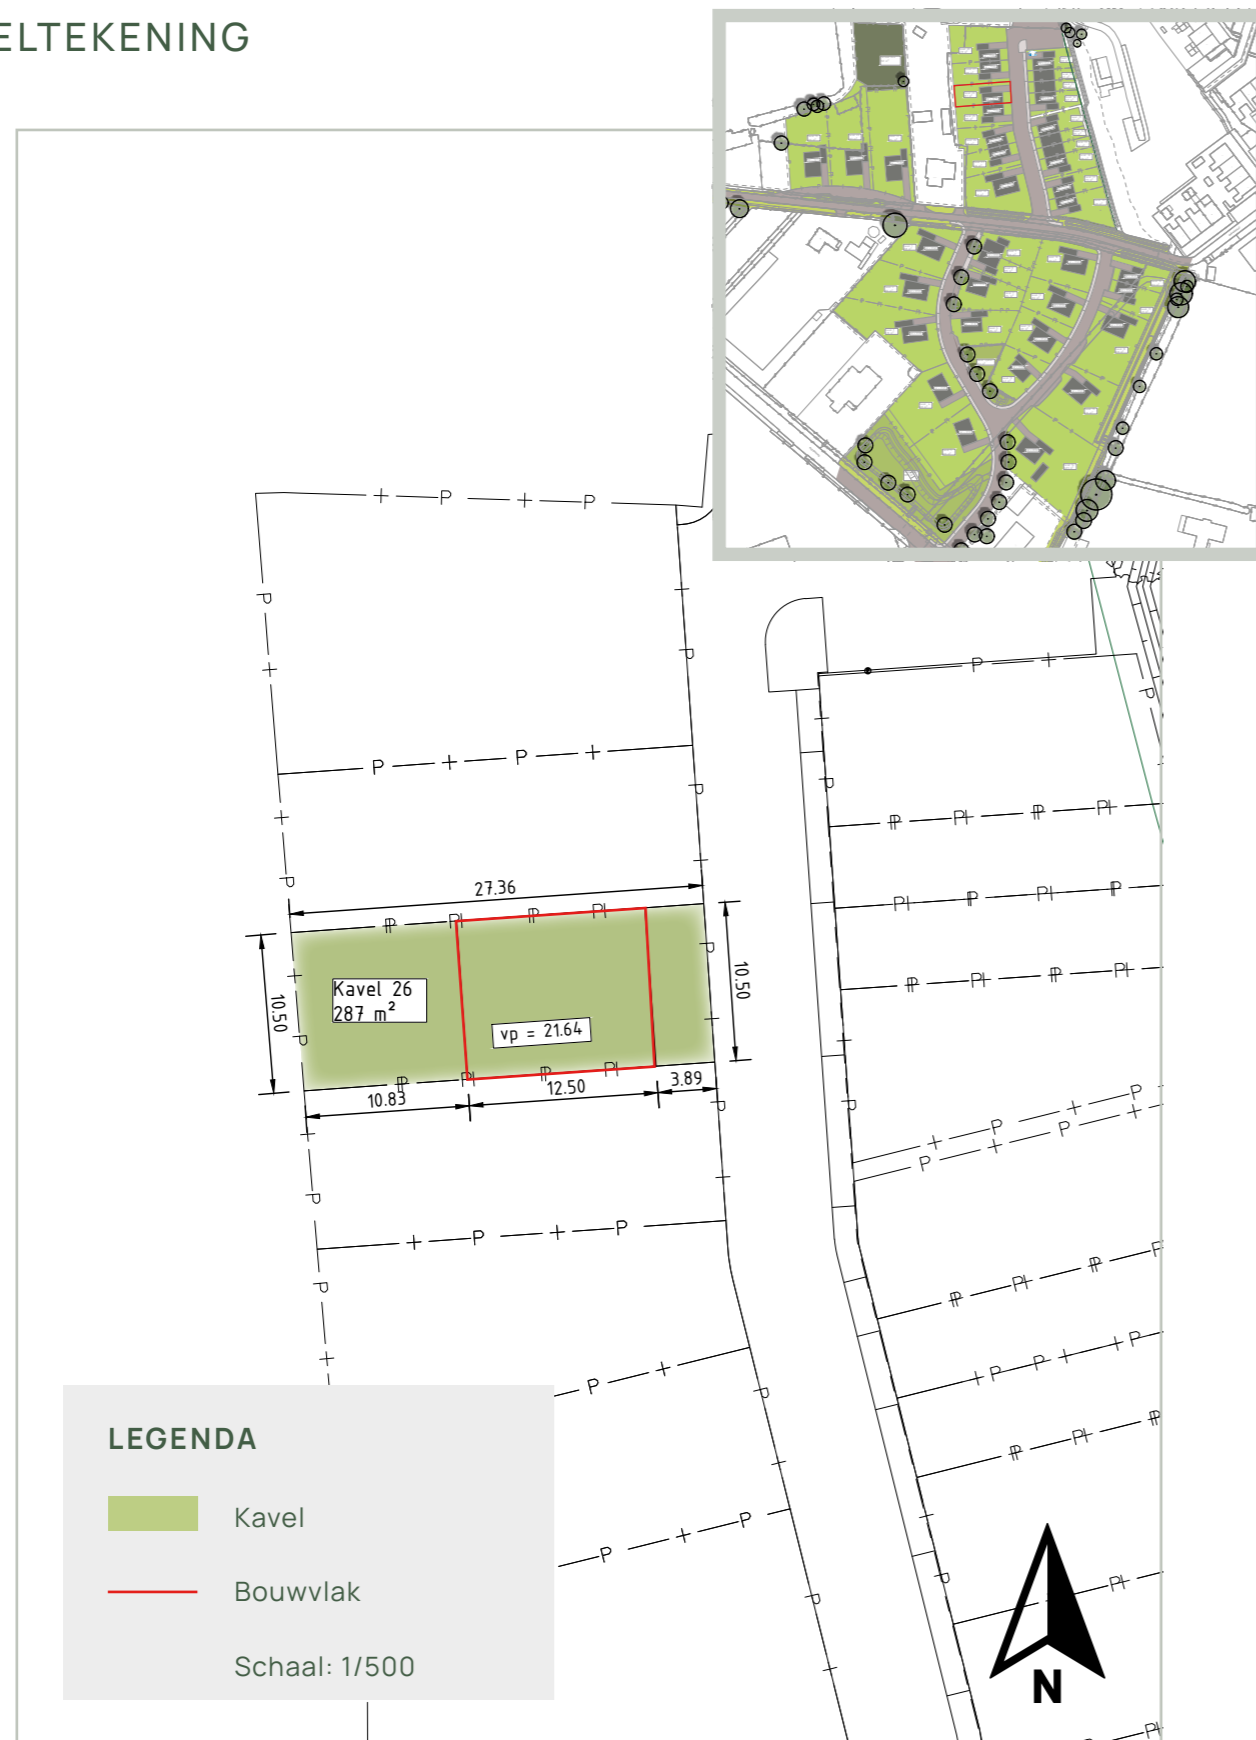 ELTEKENING
27.36
10.50
10.50
Kavel 26
287 m²
vp = 21.64
10.83
12.50
3.89
LEGENDA
Kavel
Bouwvlak
Schaal: 1/500
N